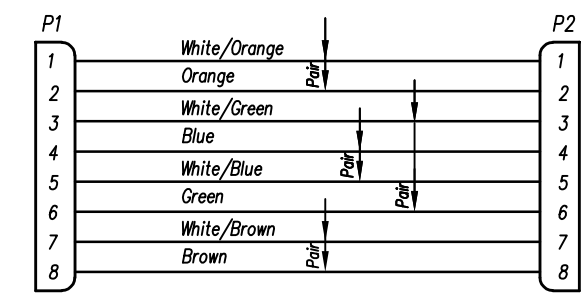 P1 P2
1 White/Orange 1
2 Orange Pair 2
3 White/Green 3
4 Blue 4
5 White/Blue Pair 5
6 Green Pair 6
7 White/Brown 7
8 Brown Pair 8